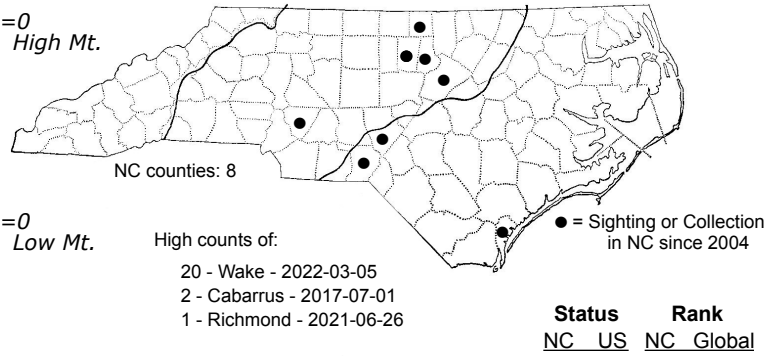 =0
High Mt.
NC counties: 8
=0
Low Mt.
High counts of:
20 - Wake - 2022-03-05
2 - Cabarrus - 2017-07-01
1 - Richmond - 2021-06-26
● = Sighting or Collection
in NC since 2004
Status Rank
NC US NC Global